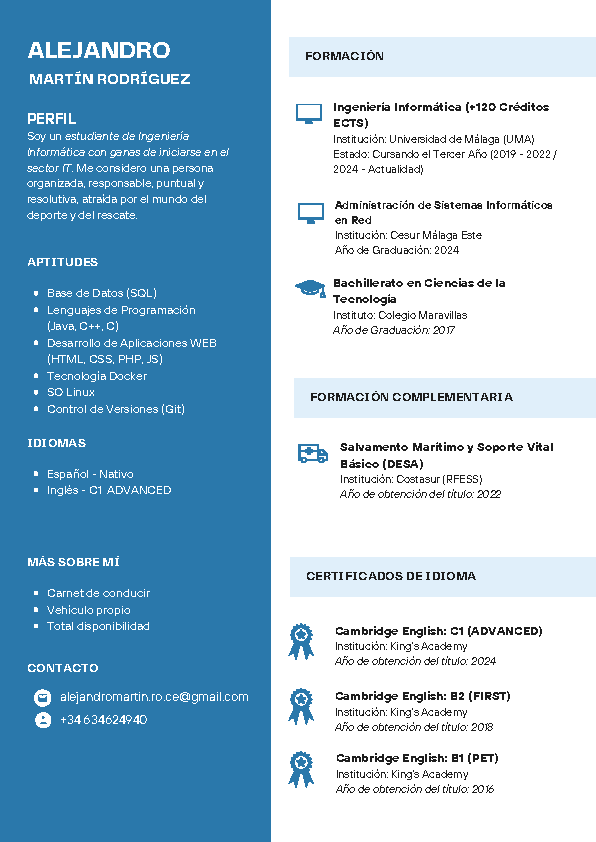 ALEJANDRO
MARTÍN RODRÍGUEZ
PERFIL
Soy un estudiante de Ingeniería
Informática con ganas de iniciarse en el
sector IT. Me considero una persona
organizada, responsable, puntual y
resolutiva, atraída por el mundo del
deporte y del rescate.
APTITUDES
Base de Datos (SQL)
Lenguajes de Programación
(Java, C++, C)
Desarrollo de Aplicaciones WEB
(HTML, CSS, PHP, JS)
Tecnología Docker
SO Linux
Control de Versiones (Git)
IDIOMAS
Español - Nativo
Inglés - C1 ADVANCED
MÁS SOBRE MÍ
Carnet de conducir
Vehículo propio
Total disponibilidad
CONTACTO
alejandromartin.ro.ce@gmail.com
+34 634624940
FORMACIÓN
Ingeniería Informática (+120 Créditos
ECTS)
Institución: Universidad de Málaga (UMA)
Estado: Cursando el Tercer Año (2019 - 2022 /
2024 - Actualidad)
Administración de Sistemas Informáticos
en Red
Institución: Cesur Málaga Este
Año de Graduación: 2024
Bachillerato en Ciencias de la
Tecnología
Instituto: Colegio Maravillas
Año de Graduación: 2017
FORMACIÓN COMPLEMENTARIA
Salvamento Marítimo y Soporte Vital
Básico (DESA)
Institución: Costasur (RFESS)
Año de obtención del título: 2022
CERTIFICADOS DE IDIOMA
Cambridge English: C1 (ADVANCED)
Institución: King's Academy
Año de obtención del título: 2024
Cambridge English: B2 (FIRST)
Institución: King's Academy
Año de obtención del título: 2018
Cambridge English: B1 (PET)
Institución: King's Academy
Año de obtención del título: 2016